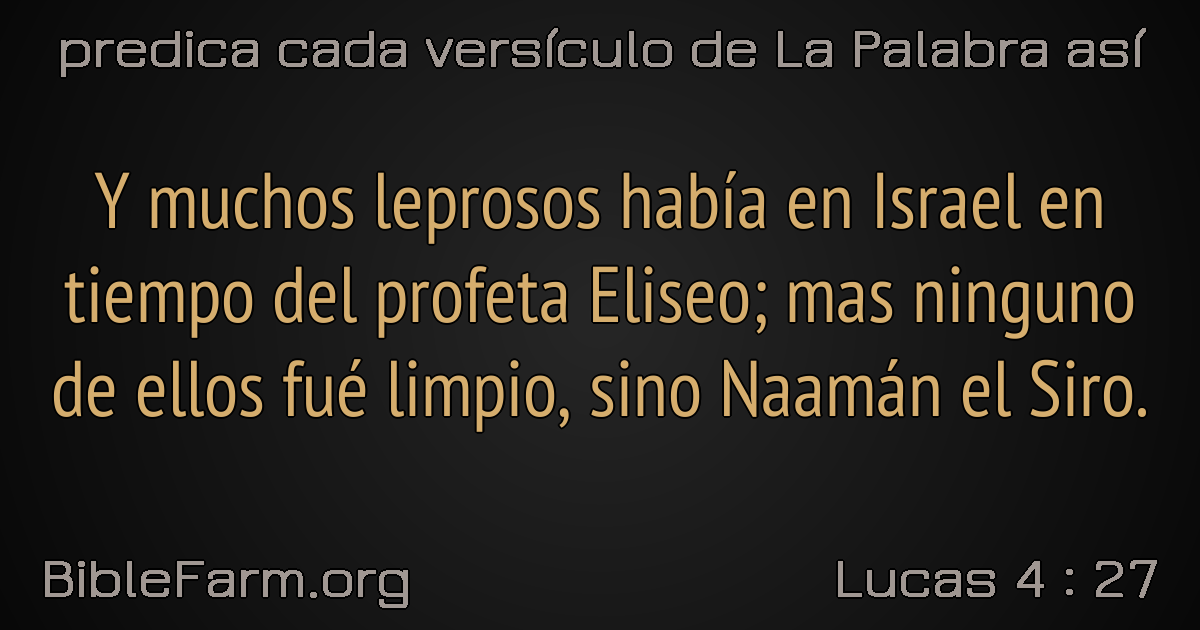 predica cada versículo de La Palabra así
Y muchos leprosos había en Israel en
tiempo del profeta Eliseo; mas ninguno
de ellos fué limpio, sino Naamán el Siro.
BibleFarm.org
Lucas 4 : 27